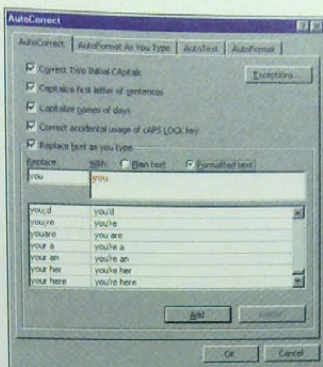 AutoCorrect
AutoCorrect AutoFormat As You Type AutoText AutoFormat
Correct TWo INitial CApitals
Exceptions...
Capitalize first letter of sentences
Capitalize names of days
Correct accidental usage of cAPS LOCK key
Replace text as you type
Replace: With: Plain text Formatted text
you you
you;d you'd
you;re you're
youare you are
your a you're a
your an you're an
your her you're her
your here you're here
Add
OK Cancel